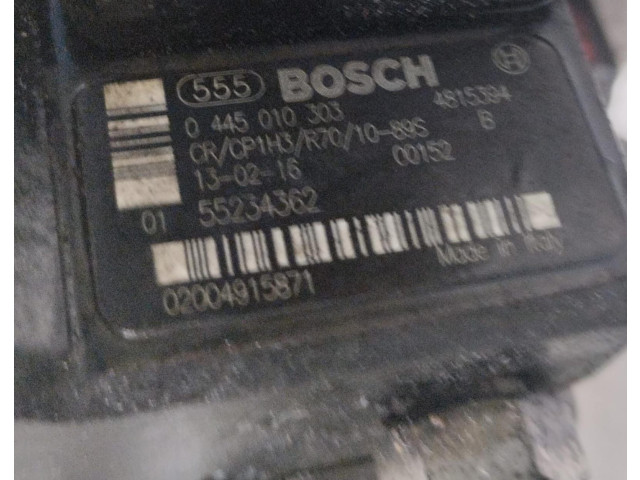 555 BOSCH
0 445 010 303 4815394
CR/CP1H3/R70/10-89S B
13-02-16 00152
01 55234362
Made in Italy
02004915871